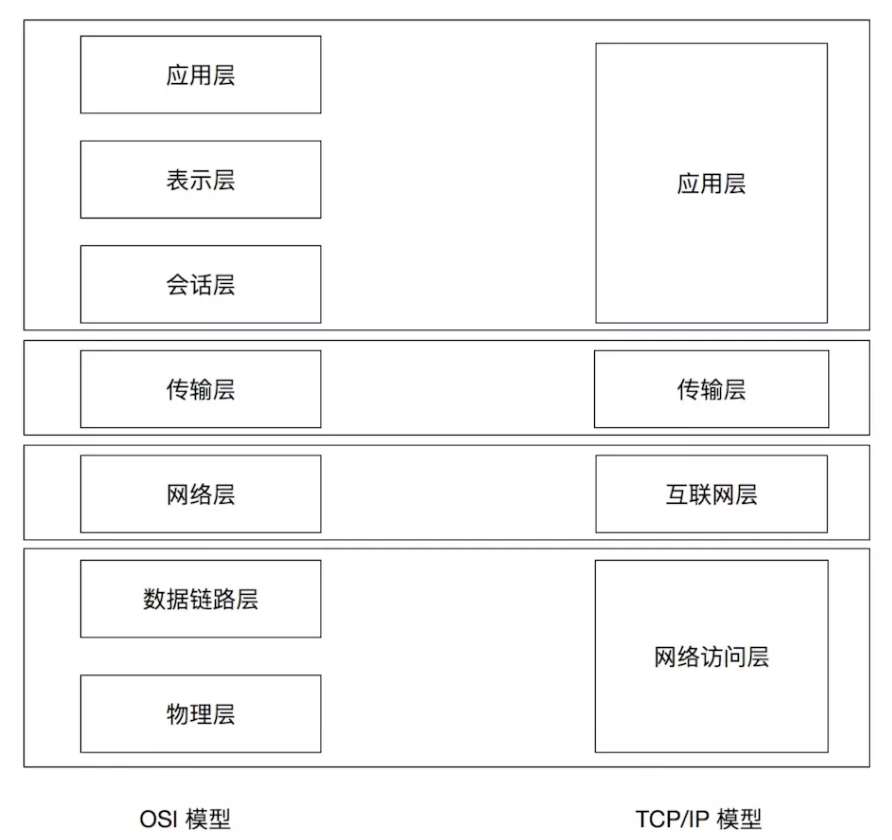 应用层
表示层
会话层
应用层
传输层
传输层
网络层
互联网层
数据链路层
物理层
网络访问层
OSI 模型
TCP/IP 模型